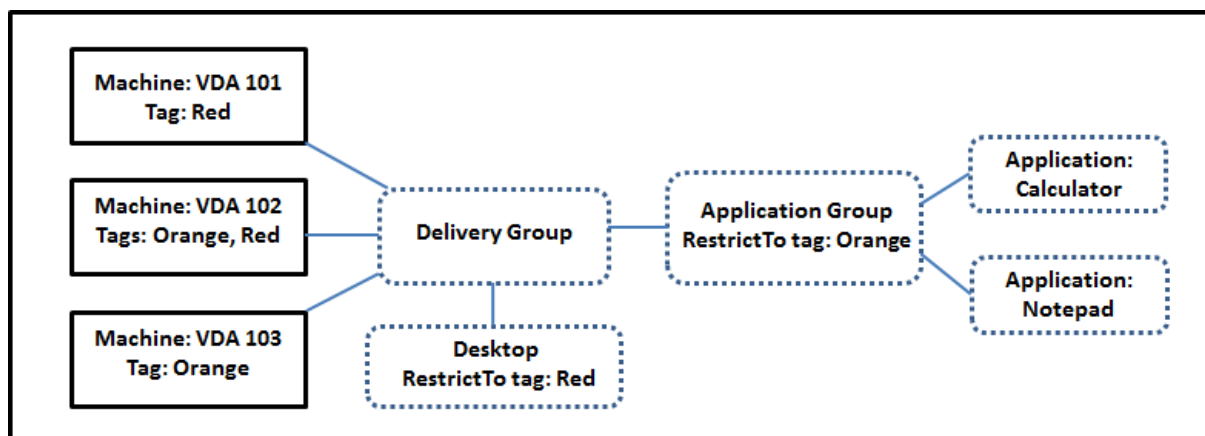 Machine: VDA 101
Tag: Red
Machine: VDA 102
Tags: Orange, Red
Machine: VDA 103
Tag: Orange
Delivery Group
Desktop
RestrictTo tag: Red
Application Group
RestrictTo tag: Orange
Application:
Calculator
Application:
Notepad